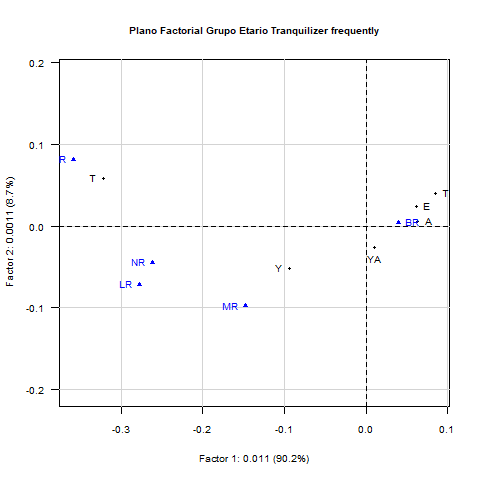 Plano Factorial Grupo Etario Tranquilizer frequently
0.2
0.1
R
T
T
E
BR
A
0.0
YA
NR
Y
LR
MR
-0.1
-0.2
-0.3
-0.2
-0.1
0.0
0.1
Factor 2: 0.0011 (8.7%)
Factor 1: 0.011 (90.2%)